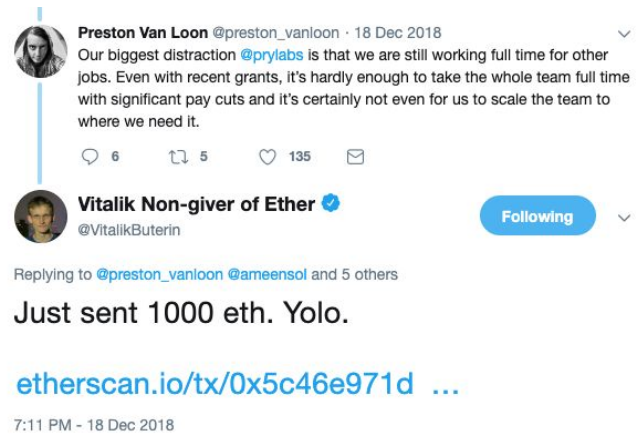 Preston Van Loon @preston_vanloon · 18 Dec 2018
Our biggest distraction @prylabs is that we are still working full time for other
jobs. Even with recent grants, it's hardly enough to take the whole team full time
with significant pay cuts and it's certainly not even for us to scale the team to
where we need it.
6 5 135
Vitalik Non-giver of Ether
@VitalikButerin
Following
Replying to @preston_vanloon @ameensol and 5 others
Just sent 1000 eth. Yolo.
etherscan.io/tx/0x5c46e971d ...
7:11 PM - 18 Dec 2018